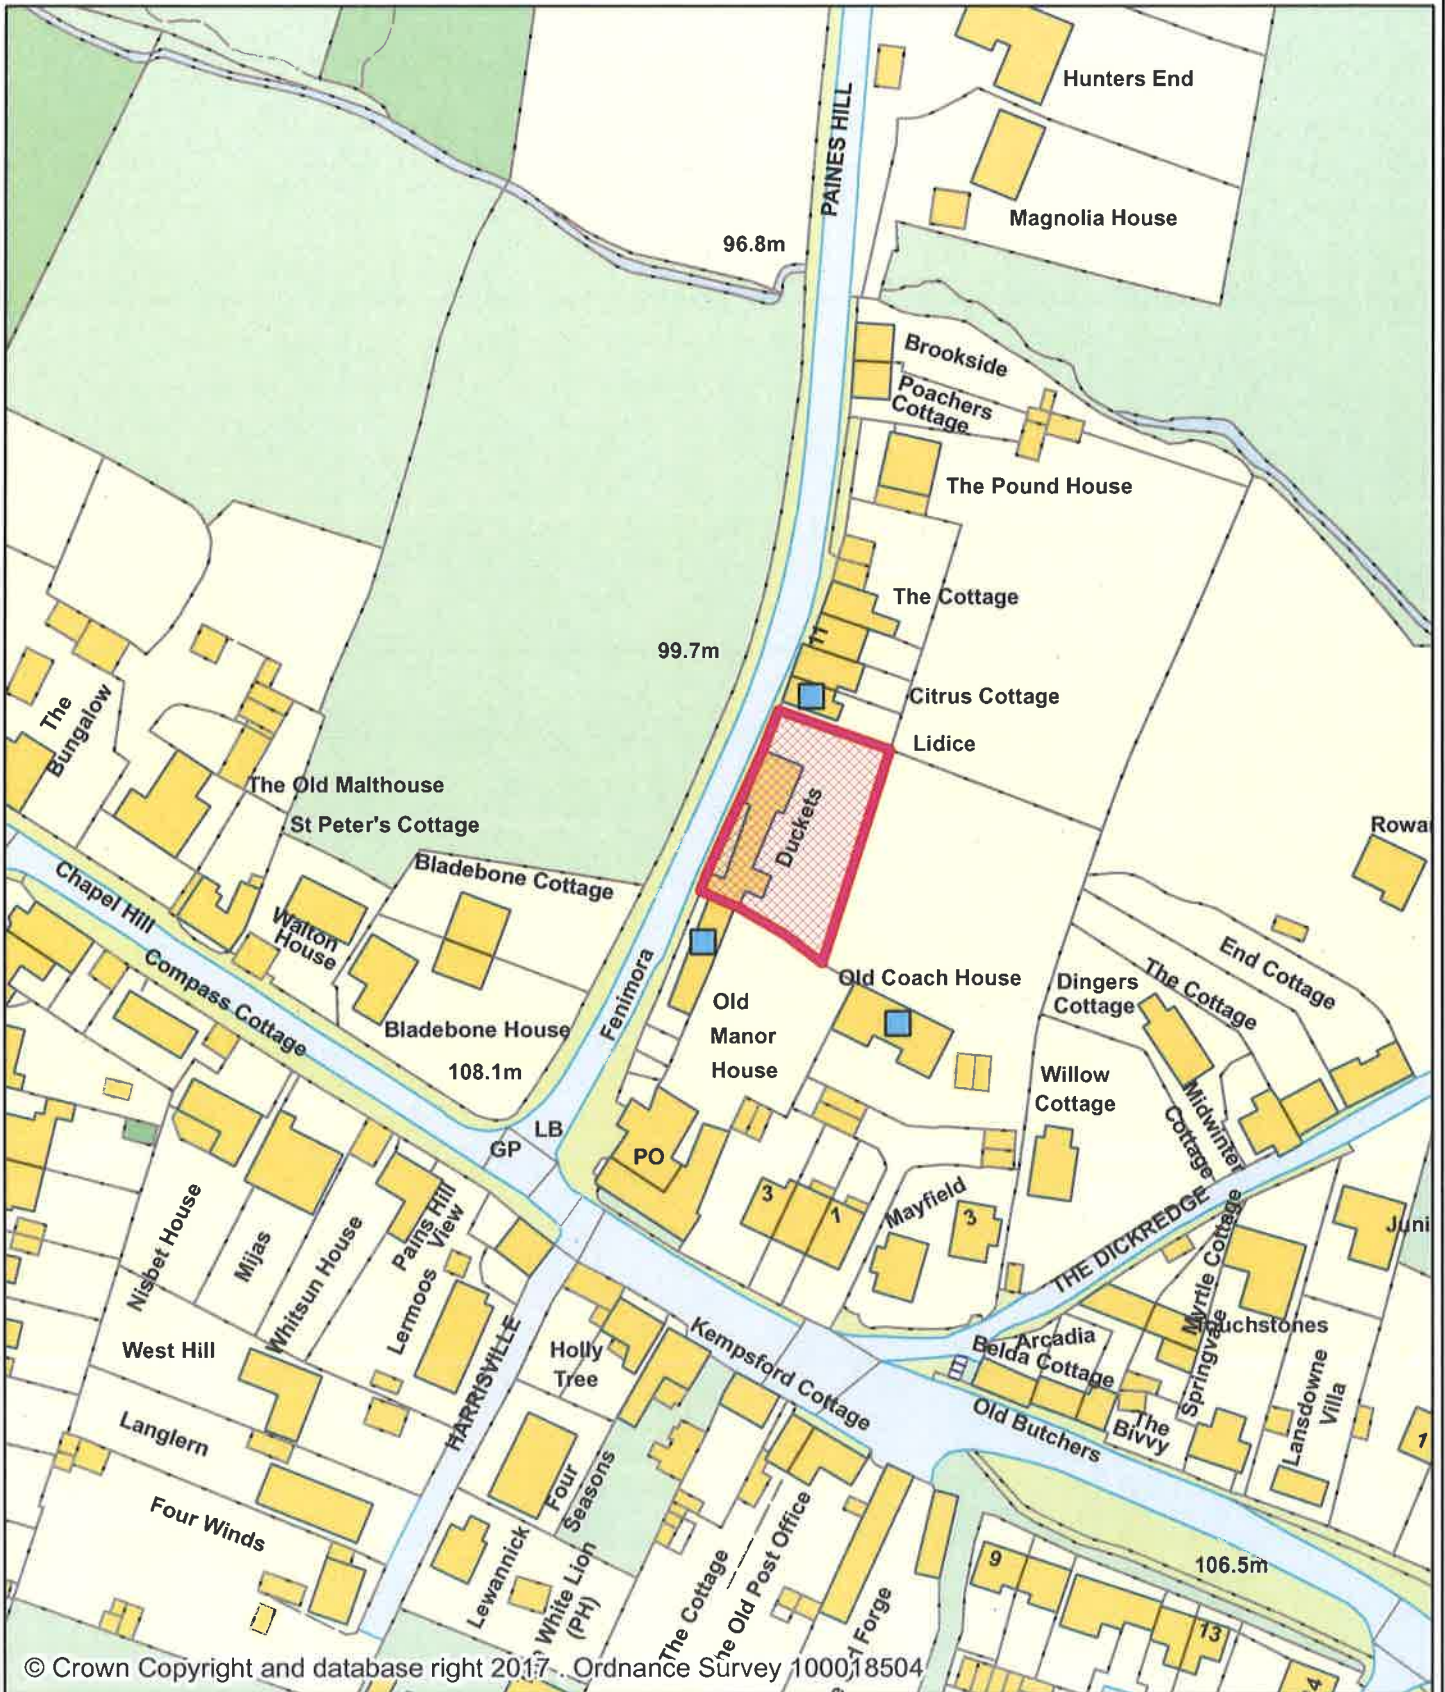 Hunters End
PAINES HILL
Magnolia House
96.8m
Brookside
Poachers
Cottage
The Pound House
The Cottage
11
99.7m
Citrus Cottage
Lidice
The
Bungalow
The Old Malthouse
St Peter's Cottage
Duckets
Bladebone Cottage
Chapel Hill
Walton
House
Compass Cottage
Fenimora
Old Coach House
Dingers
Cottage
The Cottage
End Cottage
Old
Manor
House
Bladebone House
108.1m
Willow
Cottage
Midwinter
Cottage
LB
GP
PO
3
1
Mayfield
3
Nisbet House
Mijas
Whitsun House
Pains Hill
View
Lermoos
THE DICKREDGE
Myrtle Cottage
Springvale
West Hill
HARRISVILLE
Holly
Tree
Kempsford Cottage
Arcadia
Belda Cottage
Old Butchers
The
Bivvy
Lansdowne
Villa
1
Langlern
Four
Seasons
Four Winds
Lewannick
White Lion
(PH)
The Cottage
The Old Post Office
Forge
9
106.5m
13
4
© Crown Copyright and database right 2017. Ordnance Survey 100018504